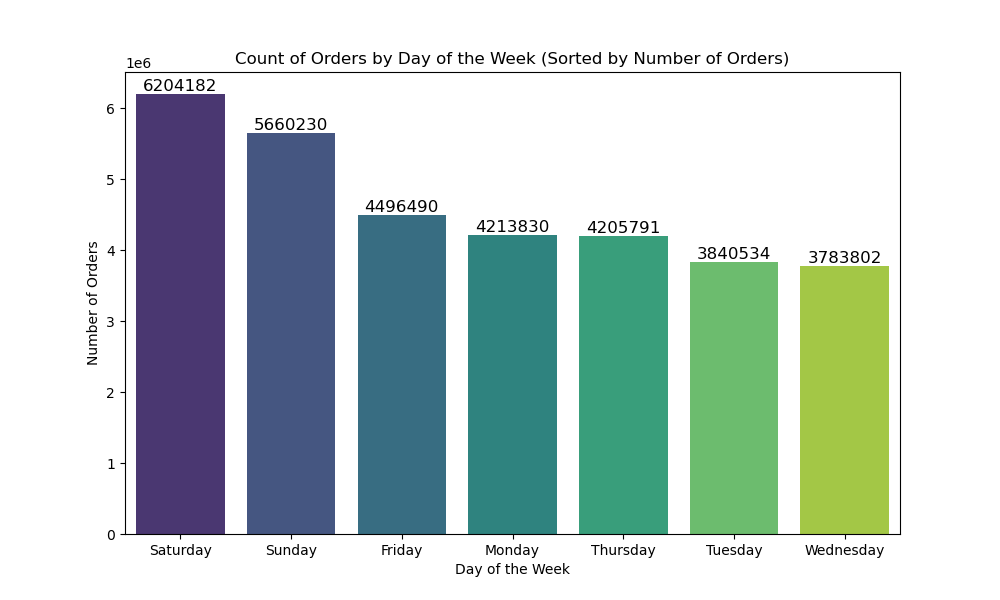 Count of Orders by Day of the Week (Sorted by Number of Orders)
1e6
6204182
5660230
4496490
4213830
4205791
3840534
3783802
6
5
4
3
2
1
0
Number of Orders
Saturday Sunday Friday Monday Thursday Tuesday Wednesday
Day of the Week